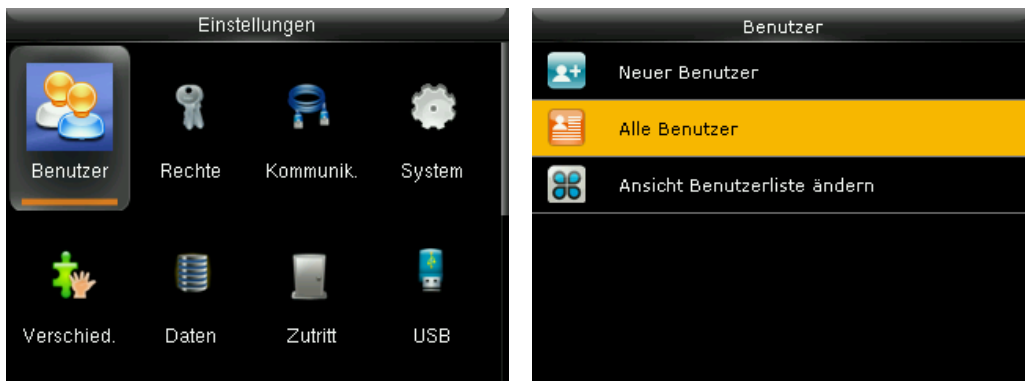 Einstellungen
Benutzer
Rechte
Kommunik.
System
Verschied.
Daten
Zutritt
USB
Benutzer
Neuer Benutzer
Alle Benutzer
Ansicht Benutzerliste ändern